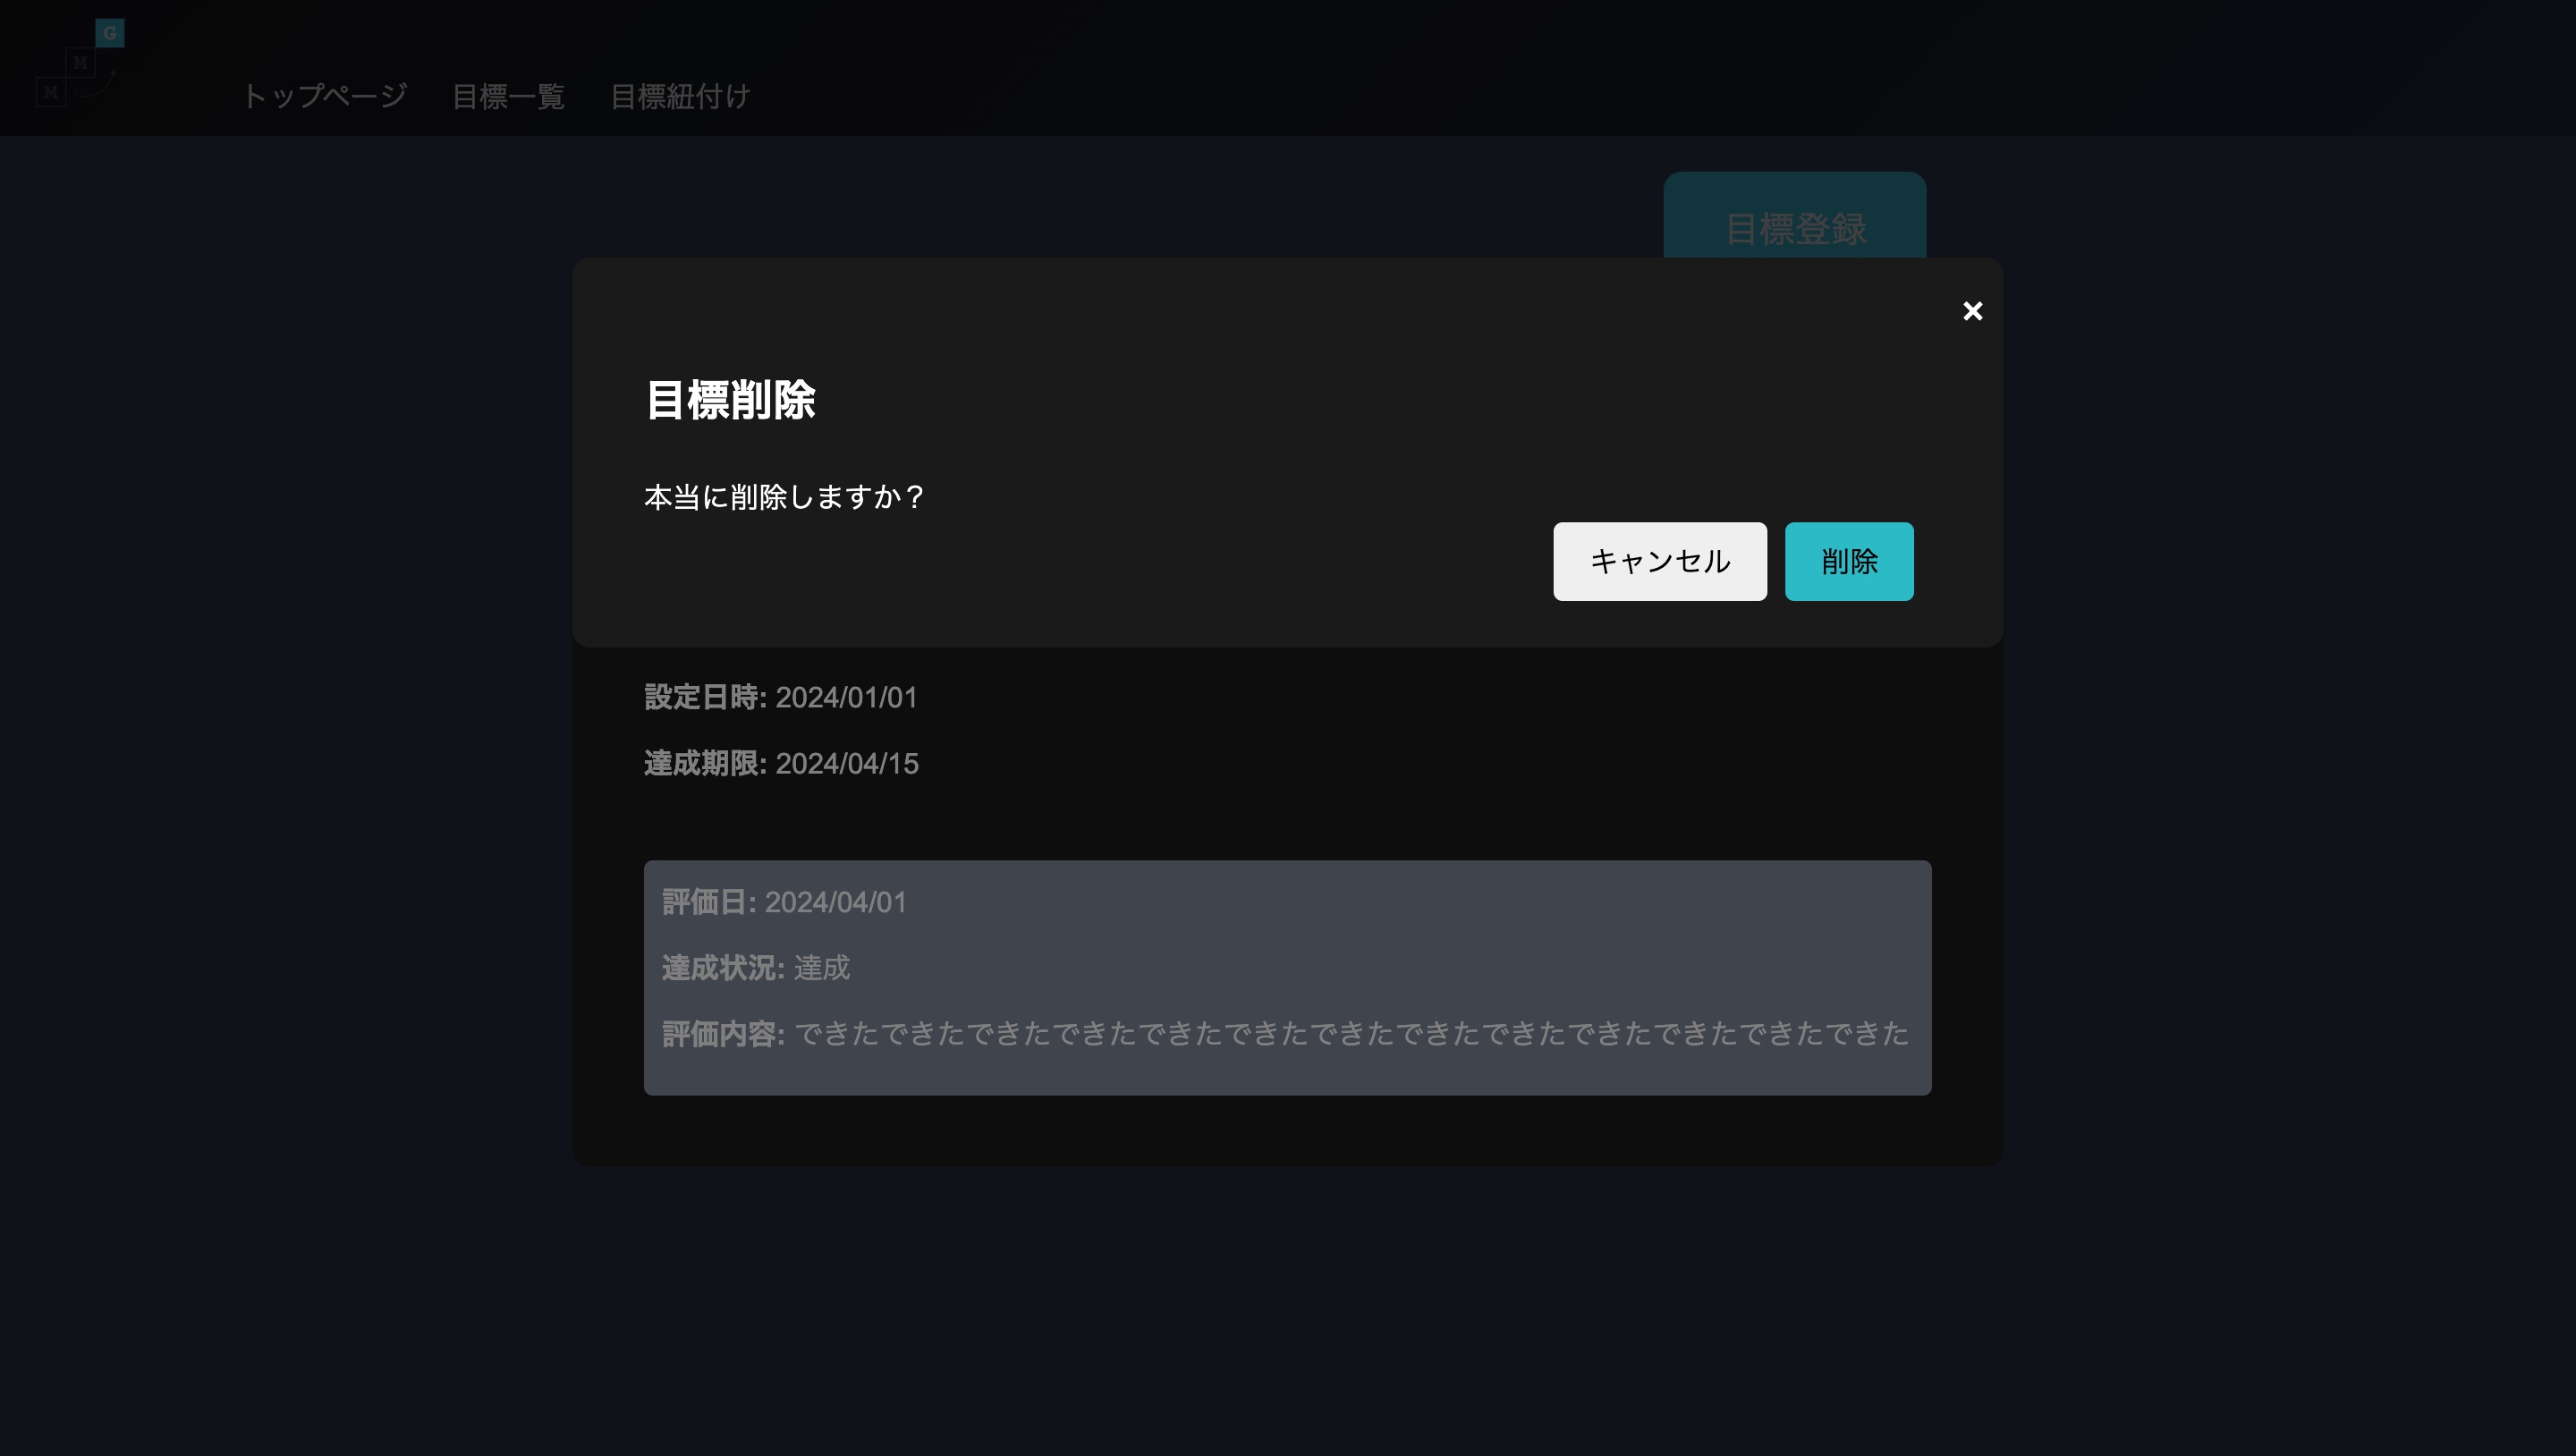 G
M
M
トップページ 目標一覧 目標紐付け
目標登録
×
目標削除
本当に削除しますか？
キャンセル 削除
設定日時: 2024/01/01
達成期限: 2024/04/15
評価日: 2024/04/01
達成状況: 達成
評価内容: できたできたできたできたできたできたできたできたできたできたできたできたできた